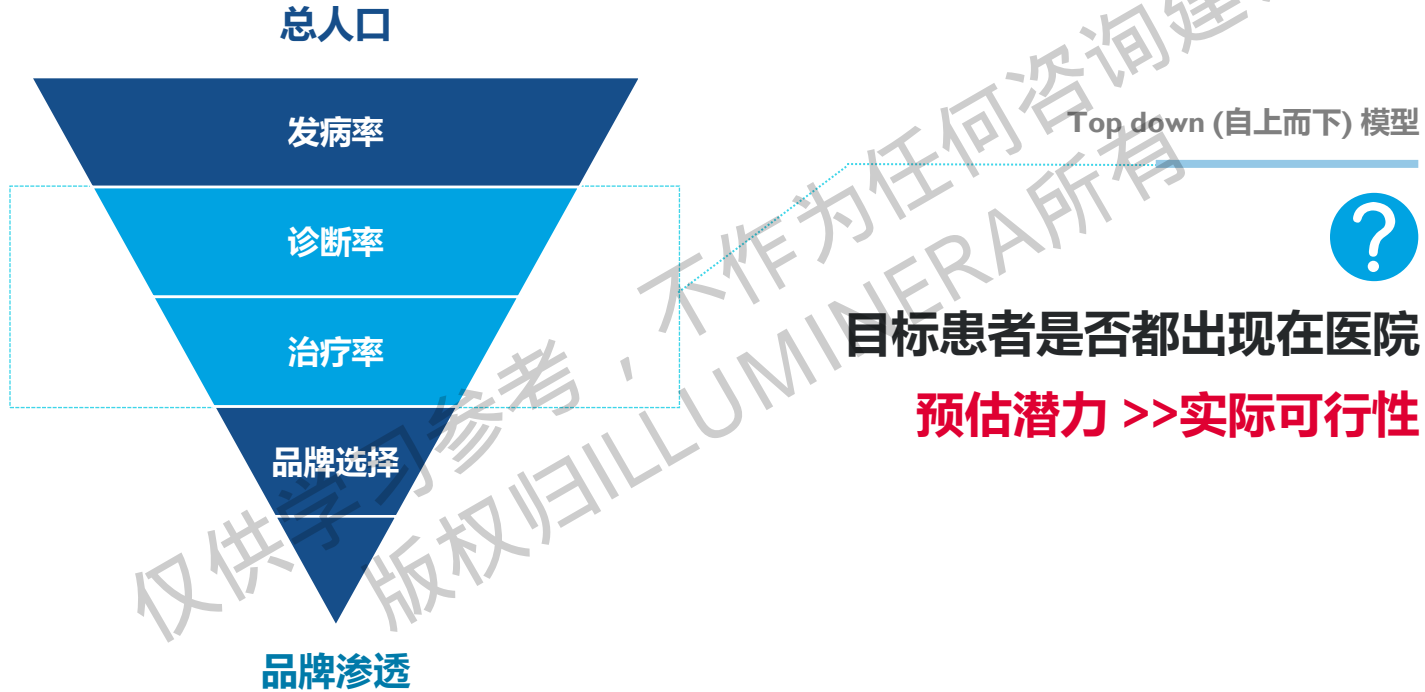 总人口
发病率
诊断率
治疗率
品牌选择
品牌渗透
Top down (自上而下) 模型
?
目标患者是否都出现在医院
预估潜力 >>实际可行性
仅供学习参考，不作为任何咨询建
版权归ILLUMINERA所有